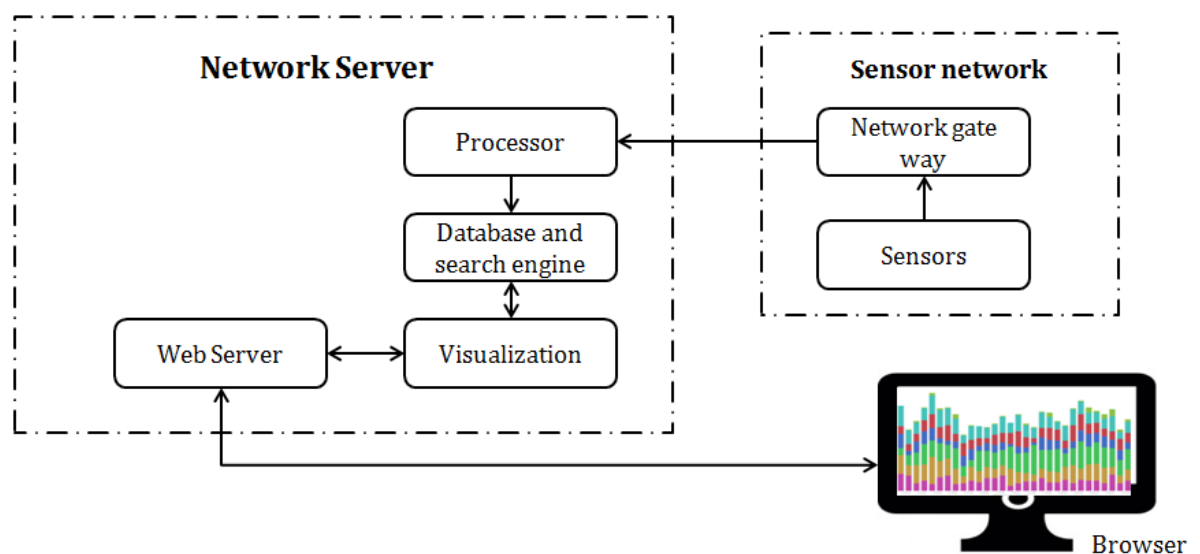 Network Server
Processor
Database and
search engine
Web Server
Visualization
Sensor network
Network gate
way
Sensors
Browser